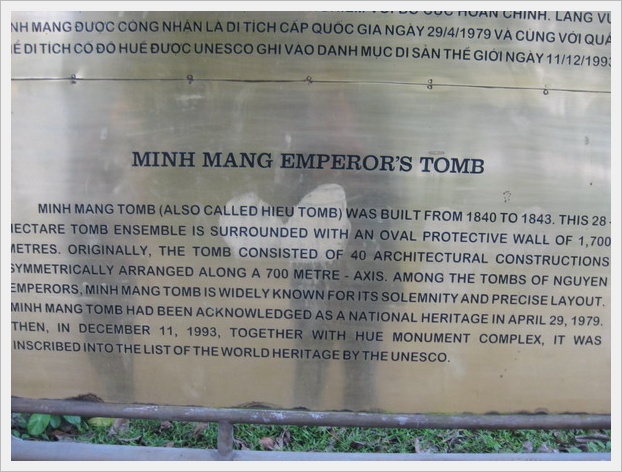 NH MẠNG ĐƯỢC CÔNG NHẬN LÀ DI TÍCH CẤP QUỐC GIA NGÀY 29/4/1979 VÀ CÙNG VỚI QUẦ
Ể DI TÍCH CỐ ĐÔ HUẾ ĐƯỢC UNESCO GHI VÀO DANH MỤC DI SẢN THẾ GIỚI NGÀY 11/12/1993
MINH MANG EMPEROR'S TOMB
MINH MANG TOMB (ALSO CALLED HIEU TOMB) WAS BUILT FROM 1840 TO 1843. THIS 28 -
HECTARE TOMB ENSEMBLE IS SURROUNDED WITH AN OVAL PROTECTIVE WALL OF 1,700
METRES. ORIGINALLY, THE TOMB CONSISTED OF 40 ARCHITECTURAL CONSTRUCTIONS
SYMMETRICALLY ARRANGED ALONG A 700 METRE - AXIS. AMONG THE TOMBS OF NGUYEN
EMPERORS, MINH MANG TOMB IS WIDELY KNOWN FOR ITS SOLEMNITY AND PRECISE LAYOUT.
MINH MANG TOMB HAD BEEN ACKNOWLEDGED AS A NATIONAL HERITAGE IN APRIL 29, 1979.
THEN, IN DECEMBER 11, 1993, TOGETHER WITH HUE MONUMENT COMPLEX, IT WAS
INSCRIBED INTO THE LIST OF THE WORLD HERITAGE BY THE UNESCO.